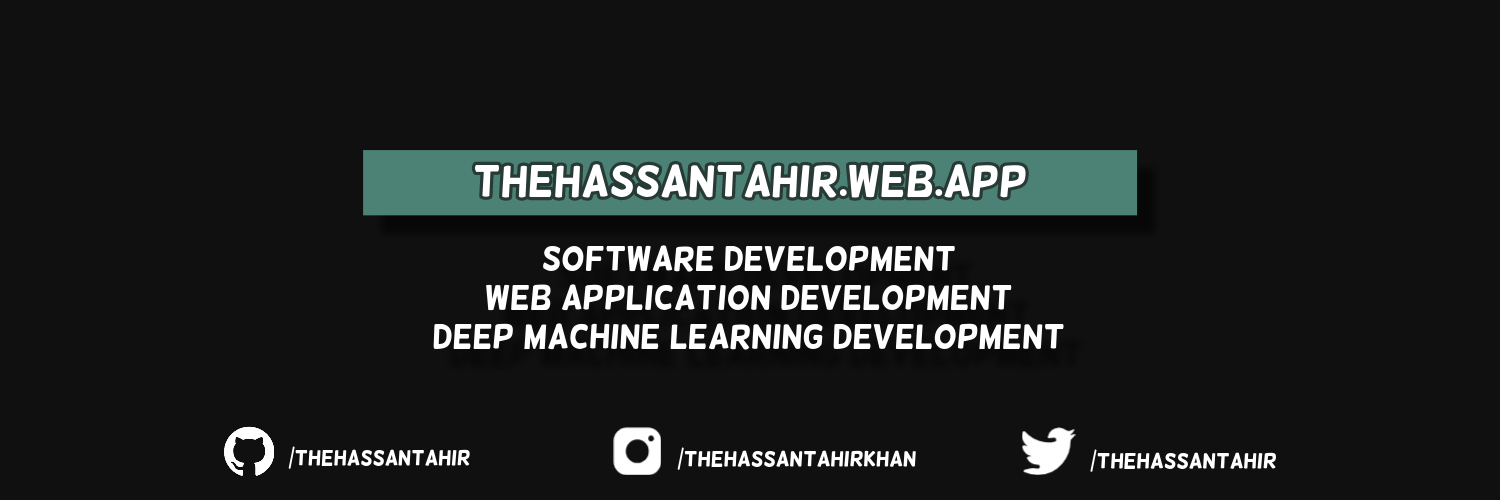 THEHASSANTAHIR.WEB.APP
SOFTWARE DEVELOPMENT
WEB APPLICATION DEVELOPMENT
DEEP MACHINE LEARNING DEVELOPMENT
/THEHASSANTAHIR
/THEHASSANTAHIRKHAN
/THEHASSANTAHIR